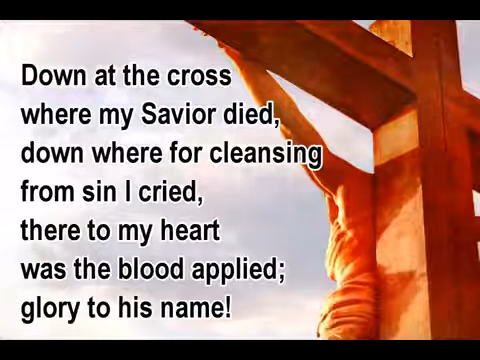 Down at the cross
where my Savior died,
down where for cleansing
from sin I cried,
there to my heart
was the blood applied;
glory to his name!